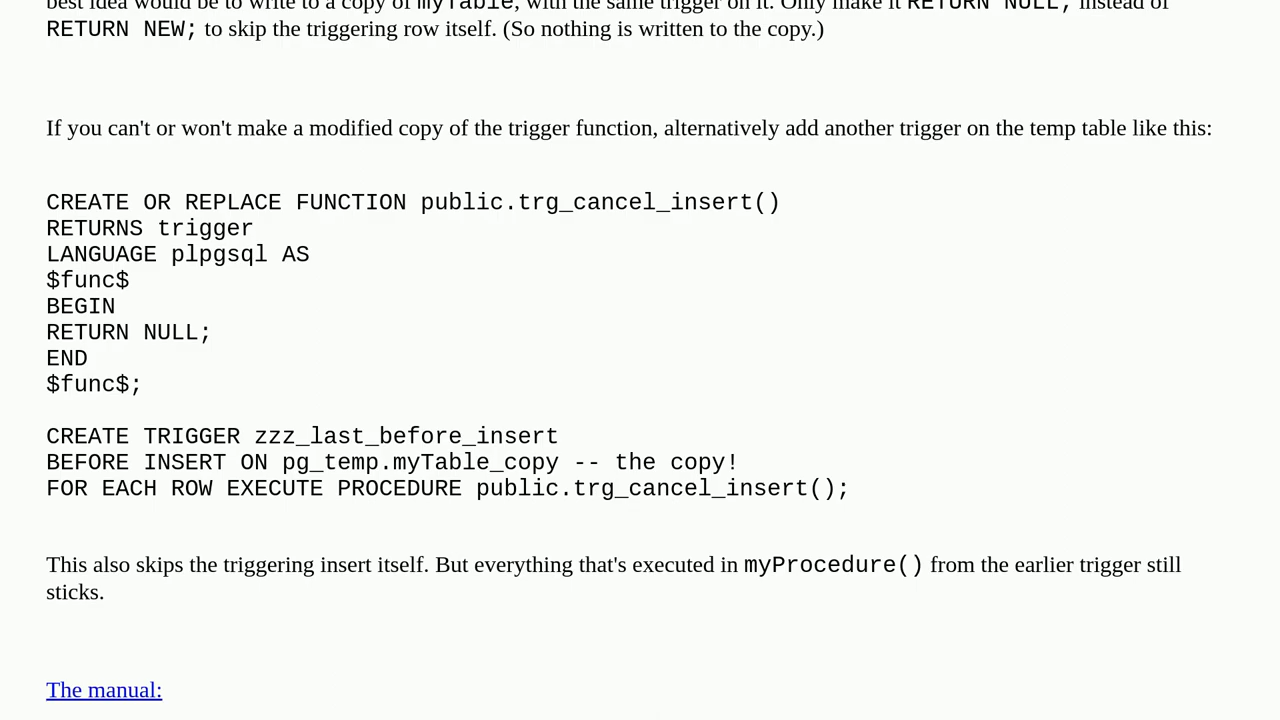 best idea would be to write to a copy of myTable, with the same trigger on it. Only make it RETURN NULL; instead of
RETURN NEW; to skip the triggering row itself. (So nothing is written to the copy.)
If you can't or won't make a modified copy of the trigger function, alternatively add another trigger on the temp table like this:
CREATE OR REPLACE FUNCTION public.trg_cancel_insert()
RETURNS trigger
LANGUAGE plpgsql AS
$func$
BEGIN
RETURN NULL;
END
$func$;
CREATE TRIGGER zzz_last_before_insert
BEFORE INSERT ON pg_temp.myTable_copy -- the copy!
FOR EACH ROW EXECUTE PROCEDURE public.trg_cancel_insert();
This also skips the triggering insert itself. But everything that's executed in myProcedure() from the earlier trigger still
sticks.
The manual: